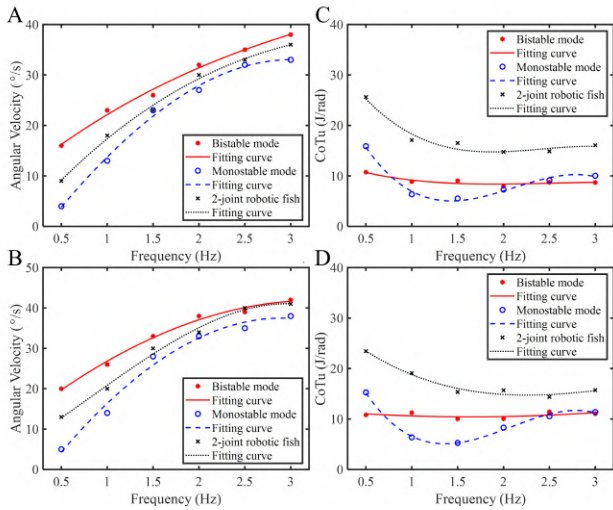 A
40
30
20
10
0
Angular Velocity (°/s)
0.5 1 1.5 2 2.5 3
Frequency (Hz)
Bistable mode
Fitting curve
Monostable mode
Fitting curve
2-joint robotic fish
Fitting curve
C
40
30
20
10
0
CoTu (J/rad)
0.5 1 1.5 2 2.5 3
Frequency (Hz)
Bistable mode
Fitting curve
Monostable mode
Fitting curve
2-joint robotic fish
Fitting curve
B
50
40
30
20
10
0
Angular Velocity (°/s)
0.5 1 1.5 2 2.5 3
Frequency (Hz)
Bistable mode
Fitting curve
Monostable mode
Fitting curve
2-joint robotic fish
Fitting curve
D
40
30
20
10
0
CoTu (J/rad)
0.5 1 1.5 2 2.5 3
Frequency (Hz)
Bistable mode
Fitting curve
Monostable mode
Fitting curve
2-joint robotic fish
Fitting curve